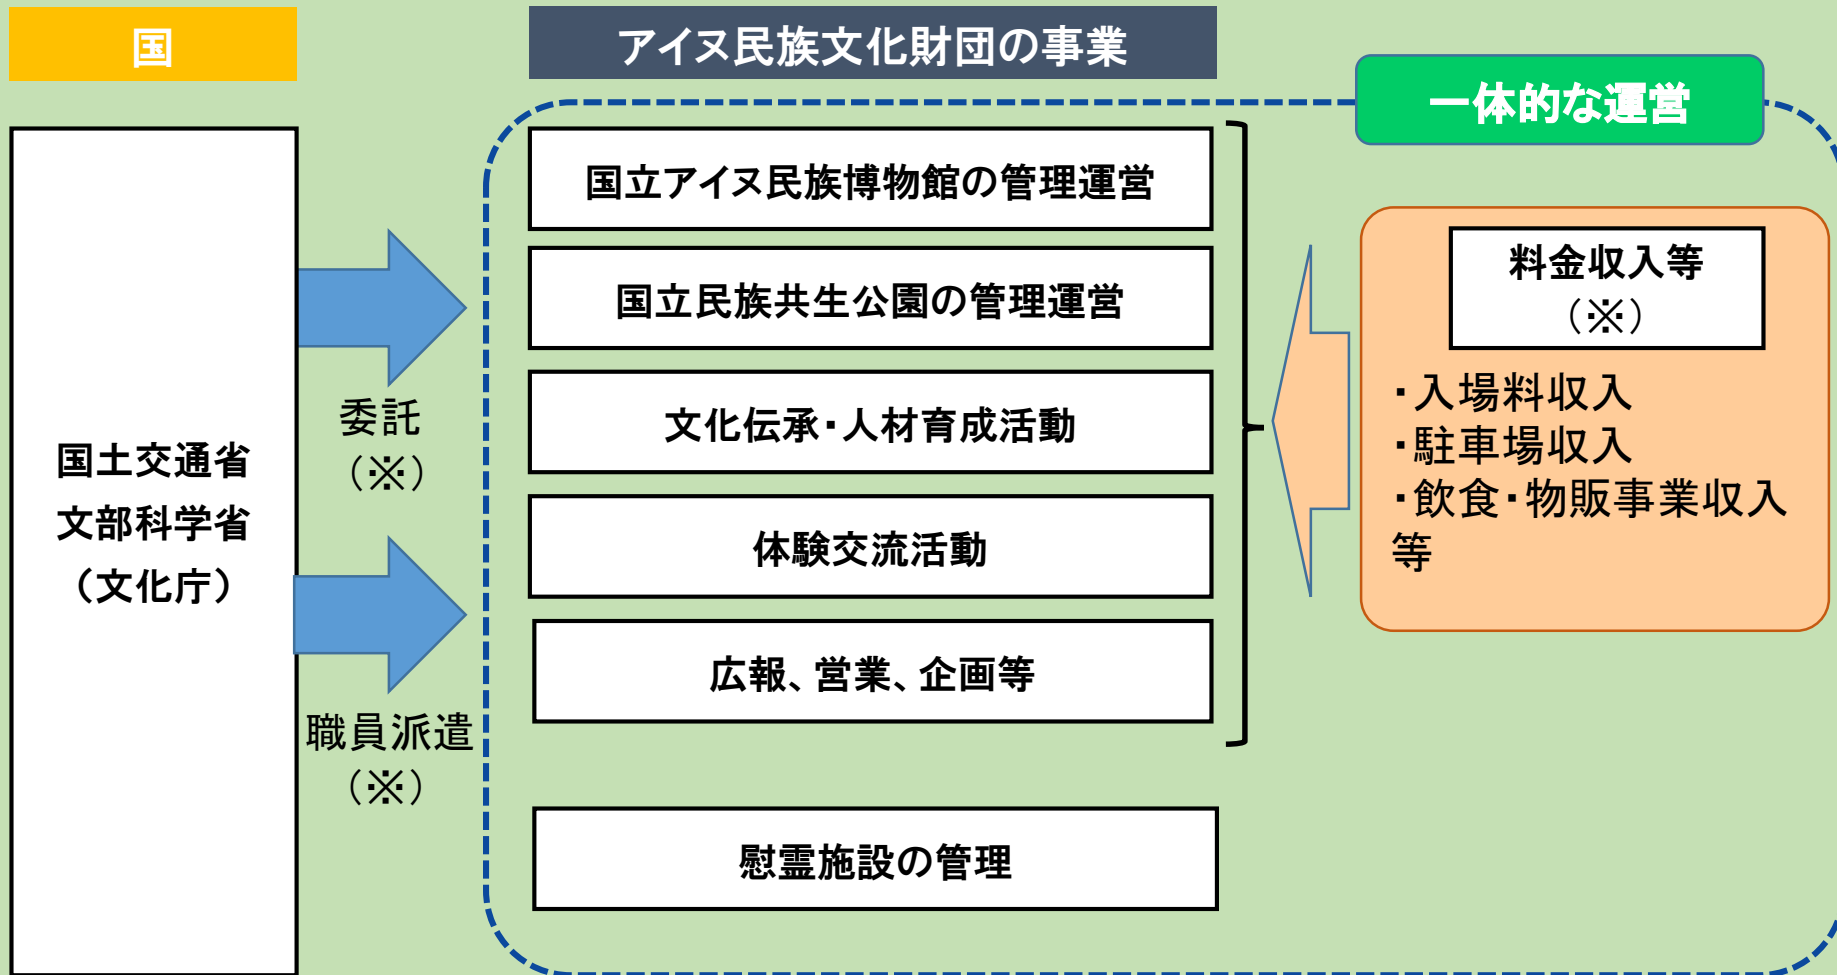 国
アイヌ民族文化財団の事業
一体的な運営
国土交通省
文部科学省
（文化庁）
委託
（※）
職員派遣
（※）
国立アイヌ民族博物館の管理運営
国立民族共生公園の管理運営
文化伝承・人材育成活動
体験交流活動
広報、営業、企画等
慰霊施設の管理
料金収入等
（※）
・入場料収入
・駐車場収入
・飲食・物販事業収入
等